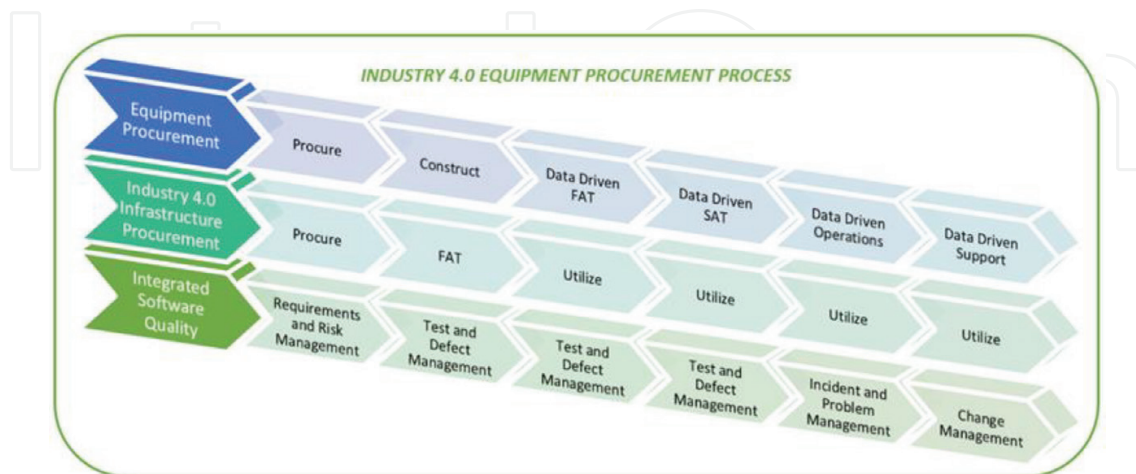 INDUSTRY 4.0 EQUIPMENT PROCUREMENT PROCESS
Equipment
Procurement
Procure
Construct
Data Driven
FAT
Data Driven
SAT
Data Driven
Operations
Data Driven
Support
Industry 4.0
Infrastructure
Procurement
Procure
FAT
Utilize
Utilize
Utilize
Utilize
Integrated
Software
Quality
Requirements
and Risk
Management
Test and
Defect
Management
Test and
Defect
Management
Test and
Defect
Management
Incident and
Problem
Management
Change
Management